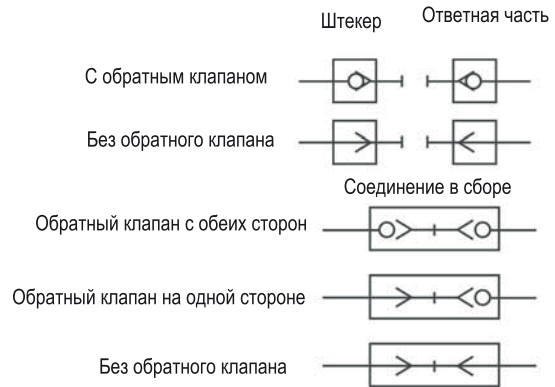 Штекер Ответная часть
С обратным клапаном
Без обратного клапана
Соединение в сборе
Обратный клапан с обеих сторон
Обратный клапан на одной стороне
Без обратного клапана